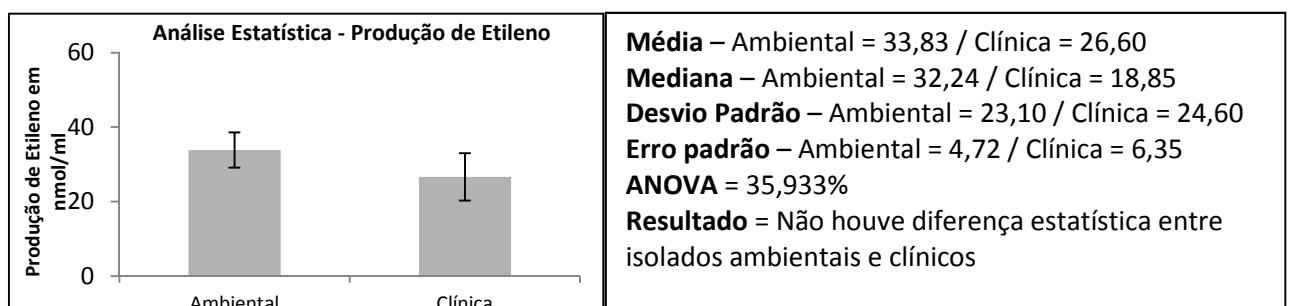 Análise Estatística - Produção de Etileno
Produção de Etileno em
nmol/ml
60
40
20
0
Ambiental
Clínica
Média – Ambiental = 33,83 / Clínica = 26,60
Mediana – Ambiental = 32,24 / Clínica = 18,85
Desvio Padrão – Ambiental = 23,10 / Clínica = 24,60
Erro padrão – Ambiental = 4,72 / Clínica = 6,35
ANOVA = 35,933%
Resultado = Não houve diferença estatística entre
isolados ambientais e clínicos